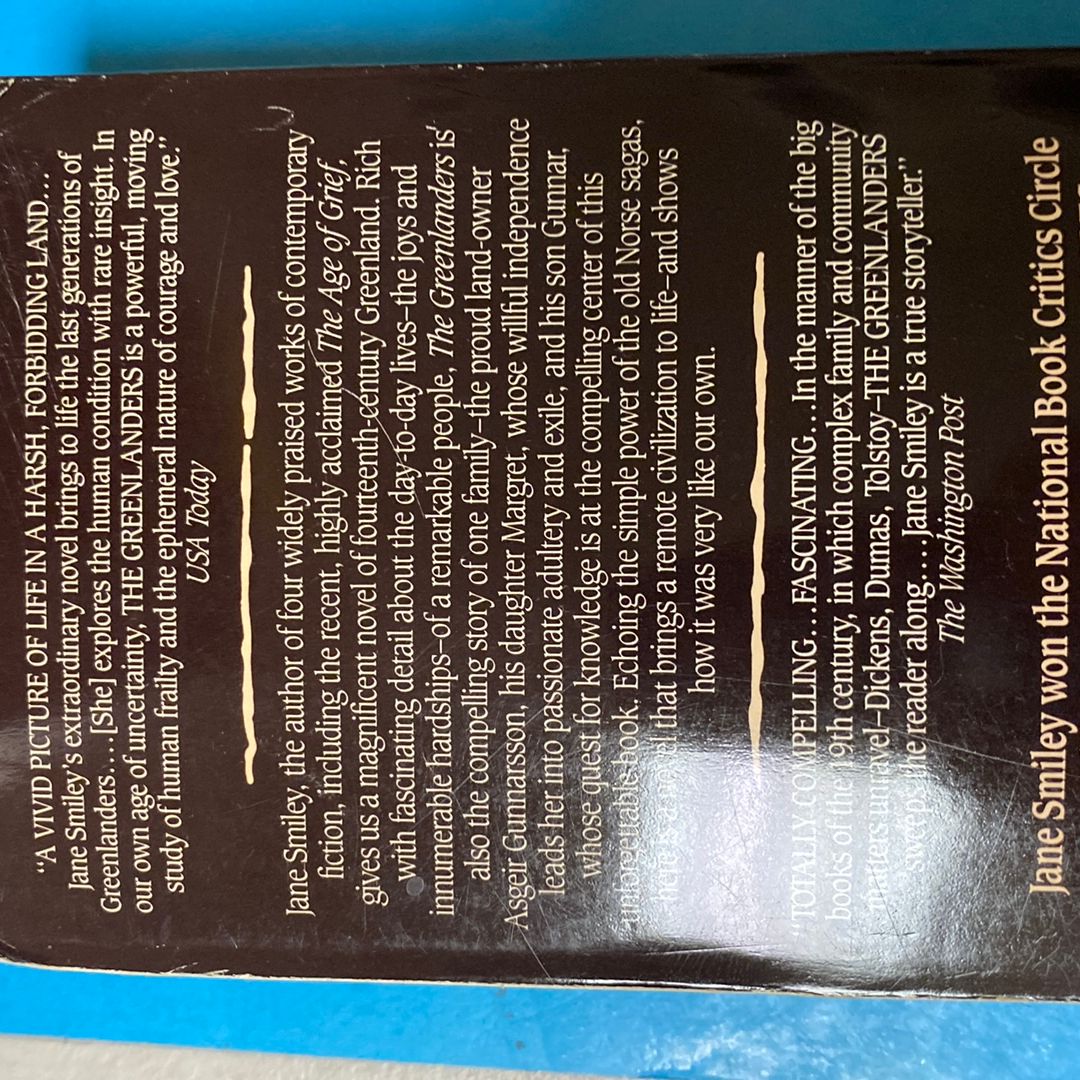 "A VIVID PICTURE OF LIFE IN A HARSH, FORBIDDING LAND...
Jane Smiley's extraordinary novel brings to life the last generations of
Greenlanders.... [She] explores the human condition with rare insight. In
our own age of uncertainty, THE GREENLANDERS is a powerful, moving
study of human frailty and the ephemeral nature of courage and love."
USA Today
Jane Smiley, the author of four widely praised works of contemporary
fiction, including the recent, highly acclaimed The Age of Grief,
gives us a magnificent novel of fourteenth-century Greenland. Rich
with fascinating detail about the day-to-day lives–the joys and
innumerable hardships–of a remarkable people, The Greenlanders is
also the compelling story of one family–the proud land-owner
Asgeir Gunnarsson, his daughter Margret, whose willful independence
leads her into passionate adultery and exile, and his son Gunnar,
whose quest for knowledge is at the compelling center of this
unforgettable book. Echoing the simple power of the old Norse sagas,
here is a novel that brings a remote civilization to life–and shows
how it was very like our own.
"TOTALLY COMPELLING...FASCINATING...In the manner of the big
books of the 19th century, in which complex family and community
matters unravel–Dickens, Dumas, Tolstoy–THE GREENLANDERS
sweeps the reader along....Jane Smiley is a true storyteller."
The Washington Post
Jane Smiley won the National Book Critics Circle